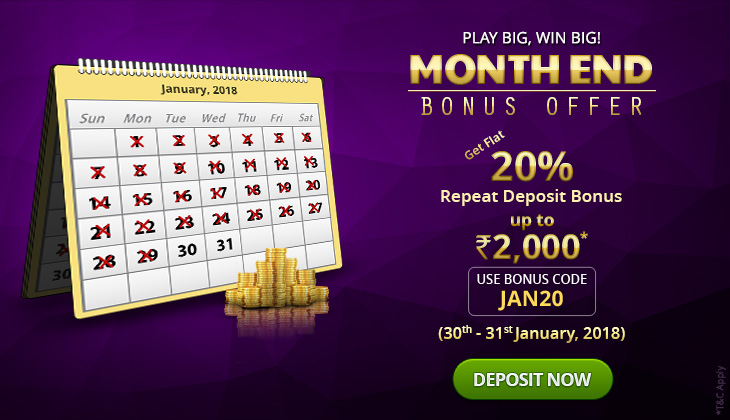 January, 2018
Sun Mon Tue Wed Thu Fri Sat
1 2 3 4 5 6
7 8 9 10 11 12 13
14 15 16 17 18 19 20
21 22 23 24 25 26 27
28 29 30 31
30
PLAY BIG, WIN BIG!
MONTH END
BONUS OFFER
Get Flat
20%
Repeat Deposit Bonus
up to
₹2,000*
USE BONUS CODE
JAN20
(30th - 31st January, 2018)
DEPOSIT NOW
*T&C Apply